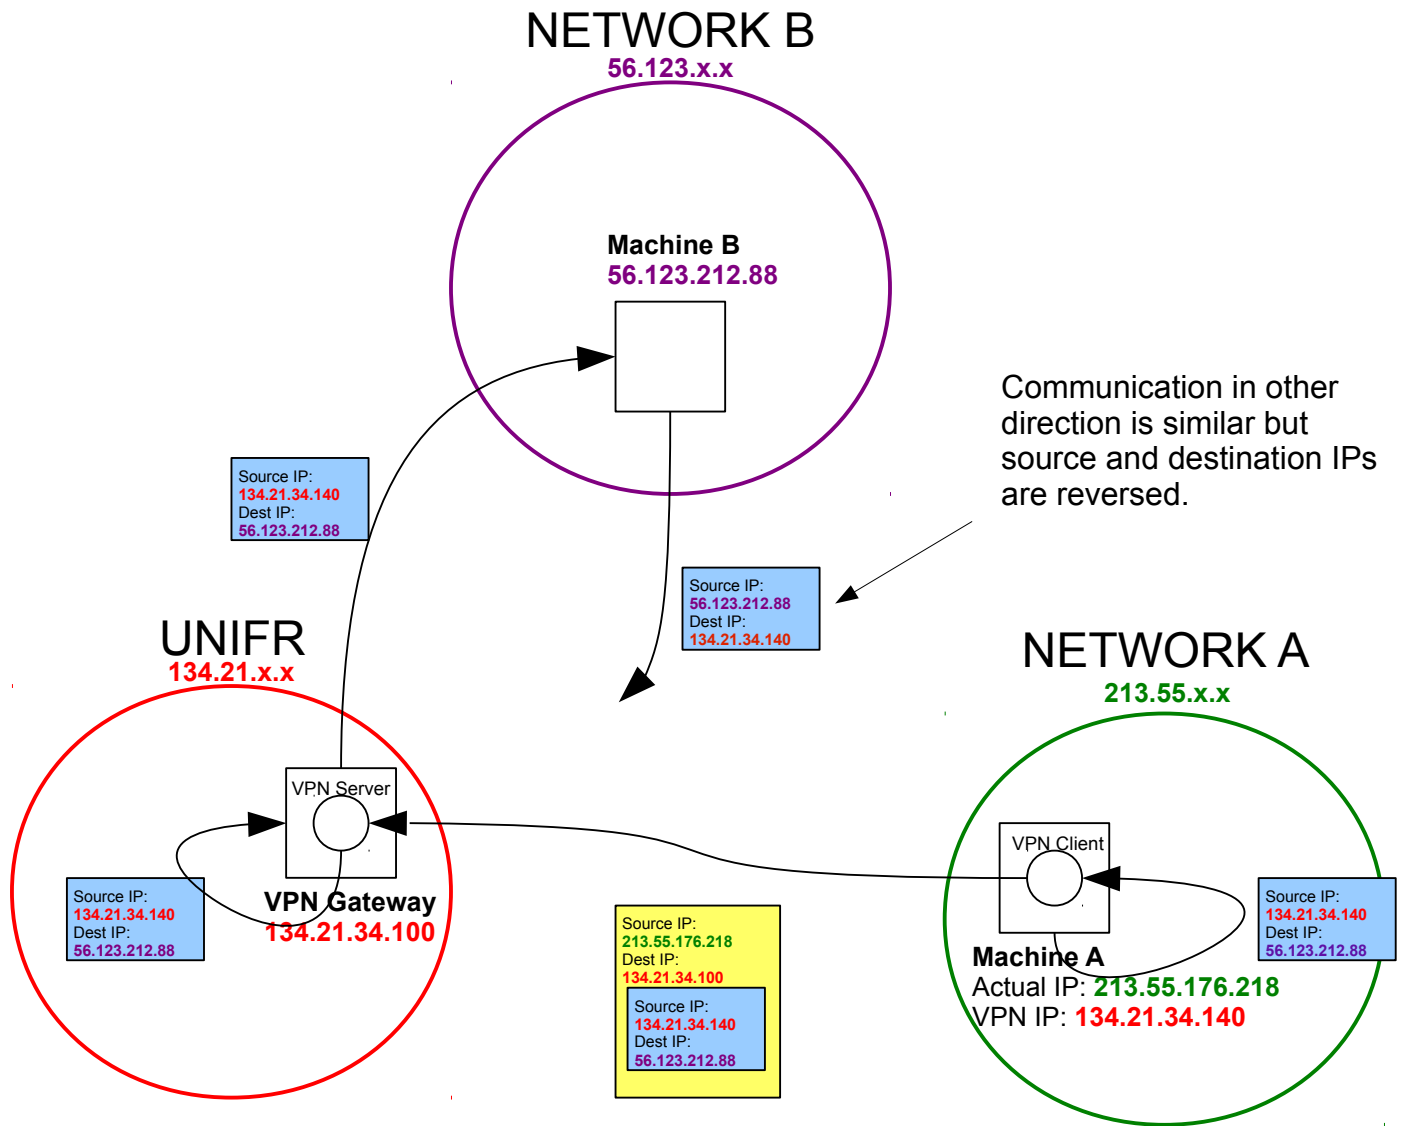 NETWORK B
56.123.x.x
Machine B
56.123.212.88
Communication in other
direction is similar but
source and destination IPs
are reversed.
Source IP:
134.21.34.140
Dest IP:
56.123.212.88
Source IP:
56.123.212.88
Dest IP:
134.21.34.140
UNIFR
134.21.x.x
NETWORK A
213.55.x.x
VPN Server
VPN Gateway
134.21.34.100
Source IP:
134.21.34.140
Dest IP:
56.123.212.88
Source IP:
213.55.176.218
Dest IP:
134.21.34.100
Source IP:
134.21.34.140
Dest IP:
56.123.212.88
VPN Client
Machine A
Actual IP: 213.55.176.218
VPN IP: 134.21.34.140
Source IP:
134.21.34.140
Dest IP:
56.123.212.88